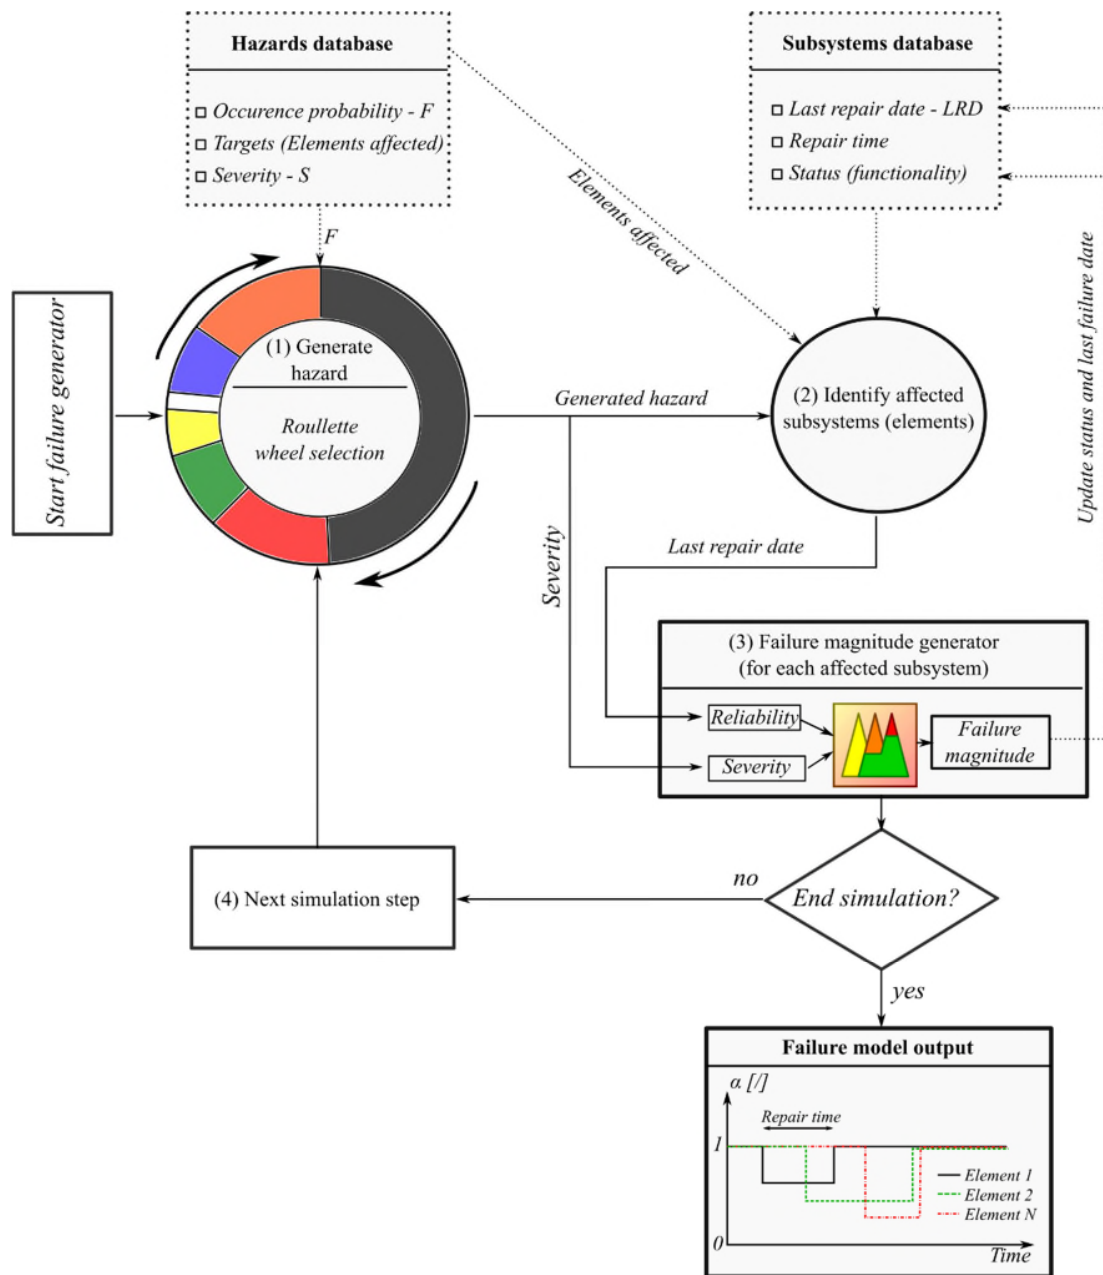 Hazards database
Occurence probability - F
Targets (Elements affected)
Severity - S
Subsystems database
Last repair date - LRD
Repair time
Status (functionality)
F
Elements affected
Update status and last failure date
Start failure generator
(1) Generate
hazard
Roullette
wheel selection
Generated hazard
(2) Identify affected
subsystems (elements)
Severity
Last repair date
(3) Failure magnitude generator
(for each affected subsystem)
Reliability
Severity
Failure
magnitude
(4) Next simulation step
no
End simulation?
yes
Failure model output
α [/]
Repair time
1
Element 1
Element 2
Element N
0
Time